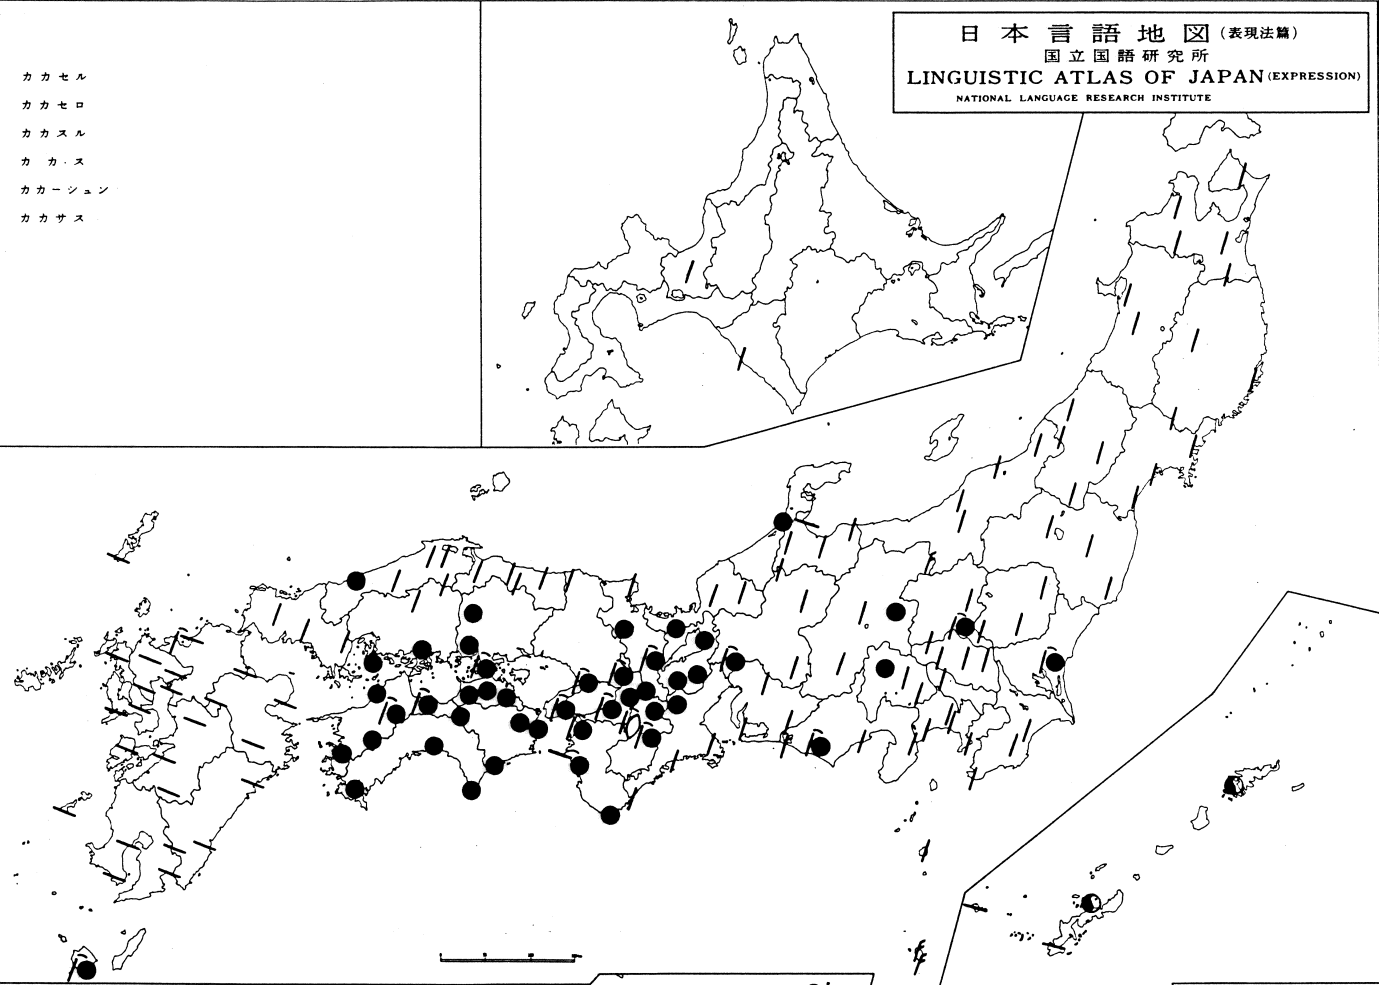 カカセル
カカセロ
カカスル
カカ・ス
カカーシュン
カカサス
日本言語地図(表現法篇)
国立国語研究所
LINGUISTIC ATLAS OF JAPAN (EXPRESSION)
NATIONAL LANGUAGE RESEARCH INSTITUTE